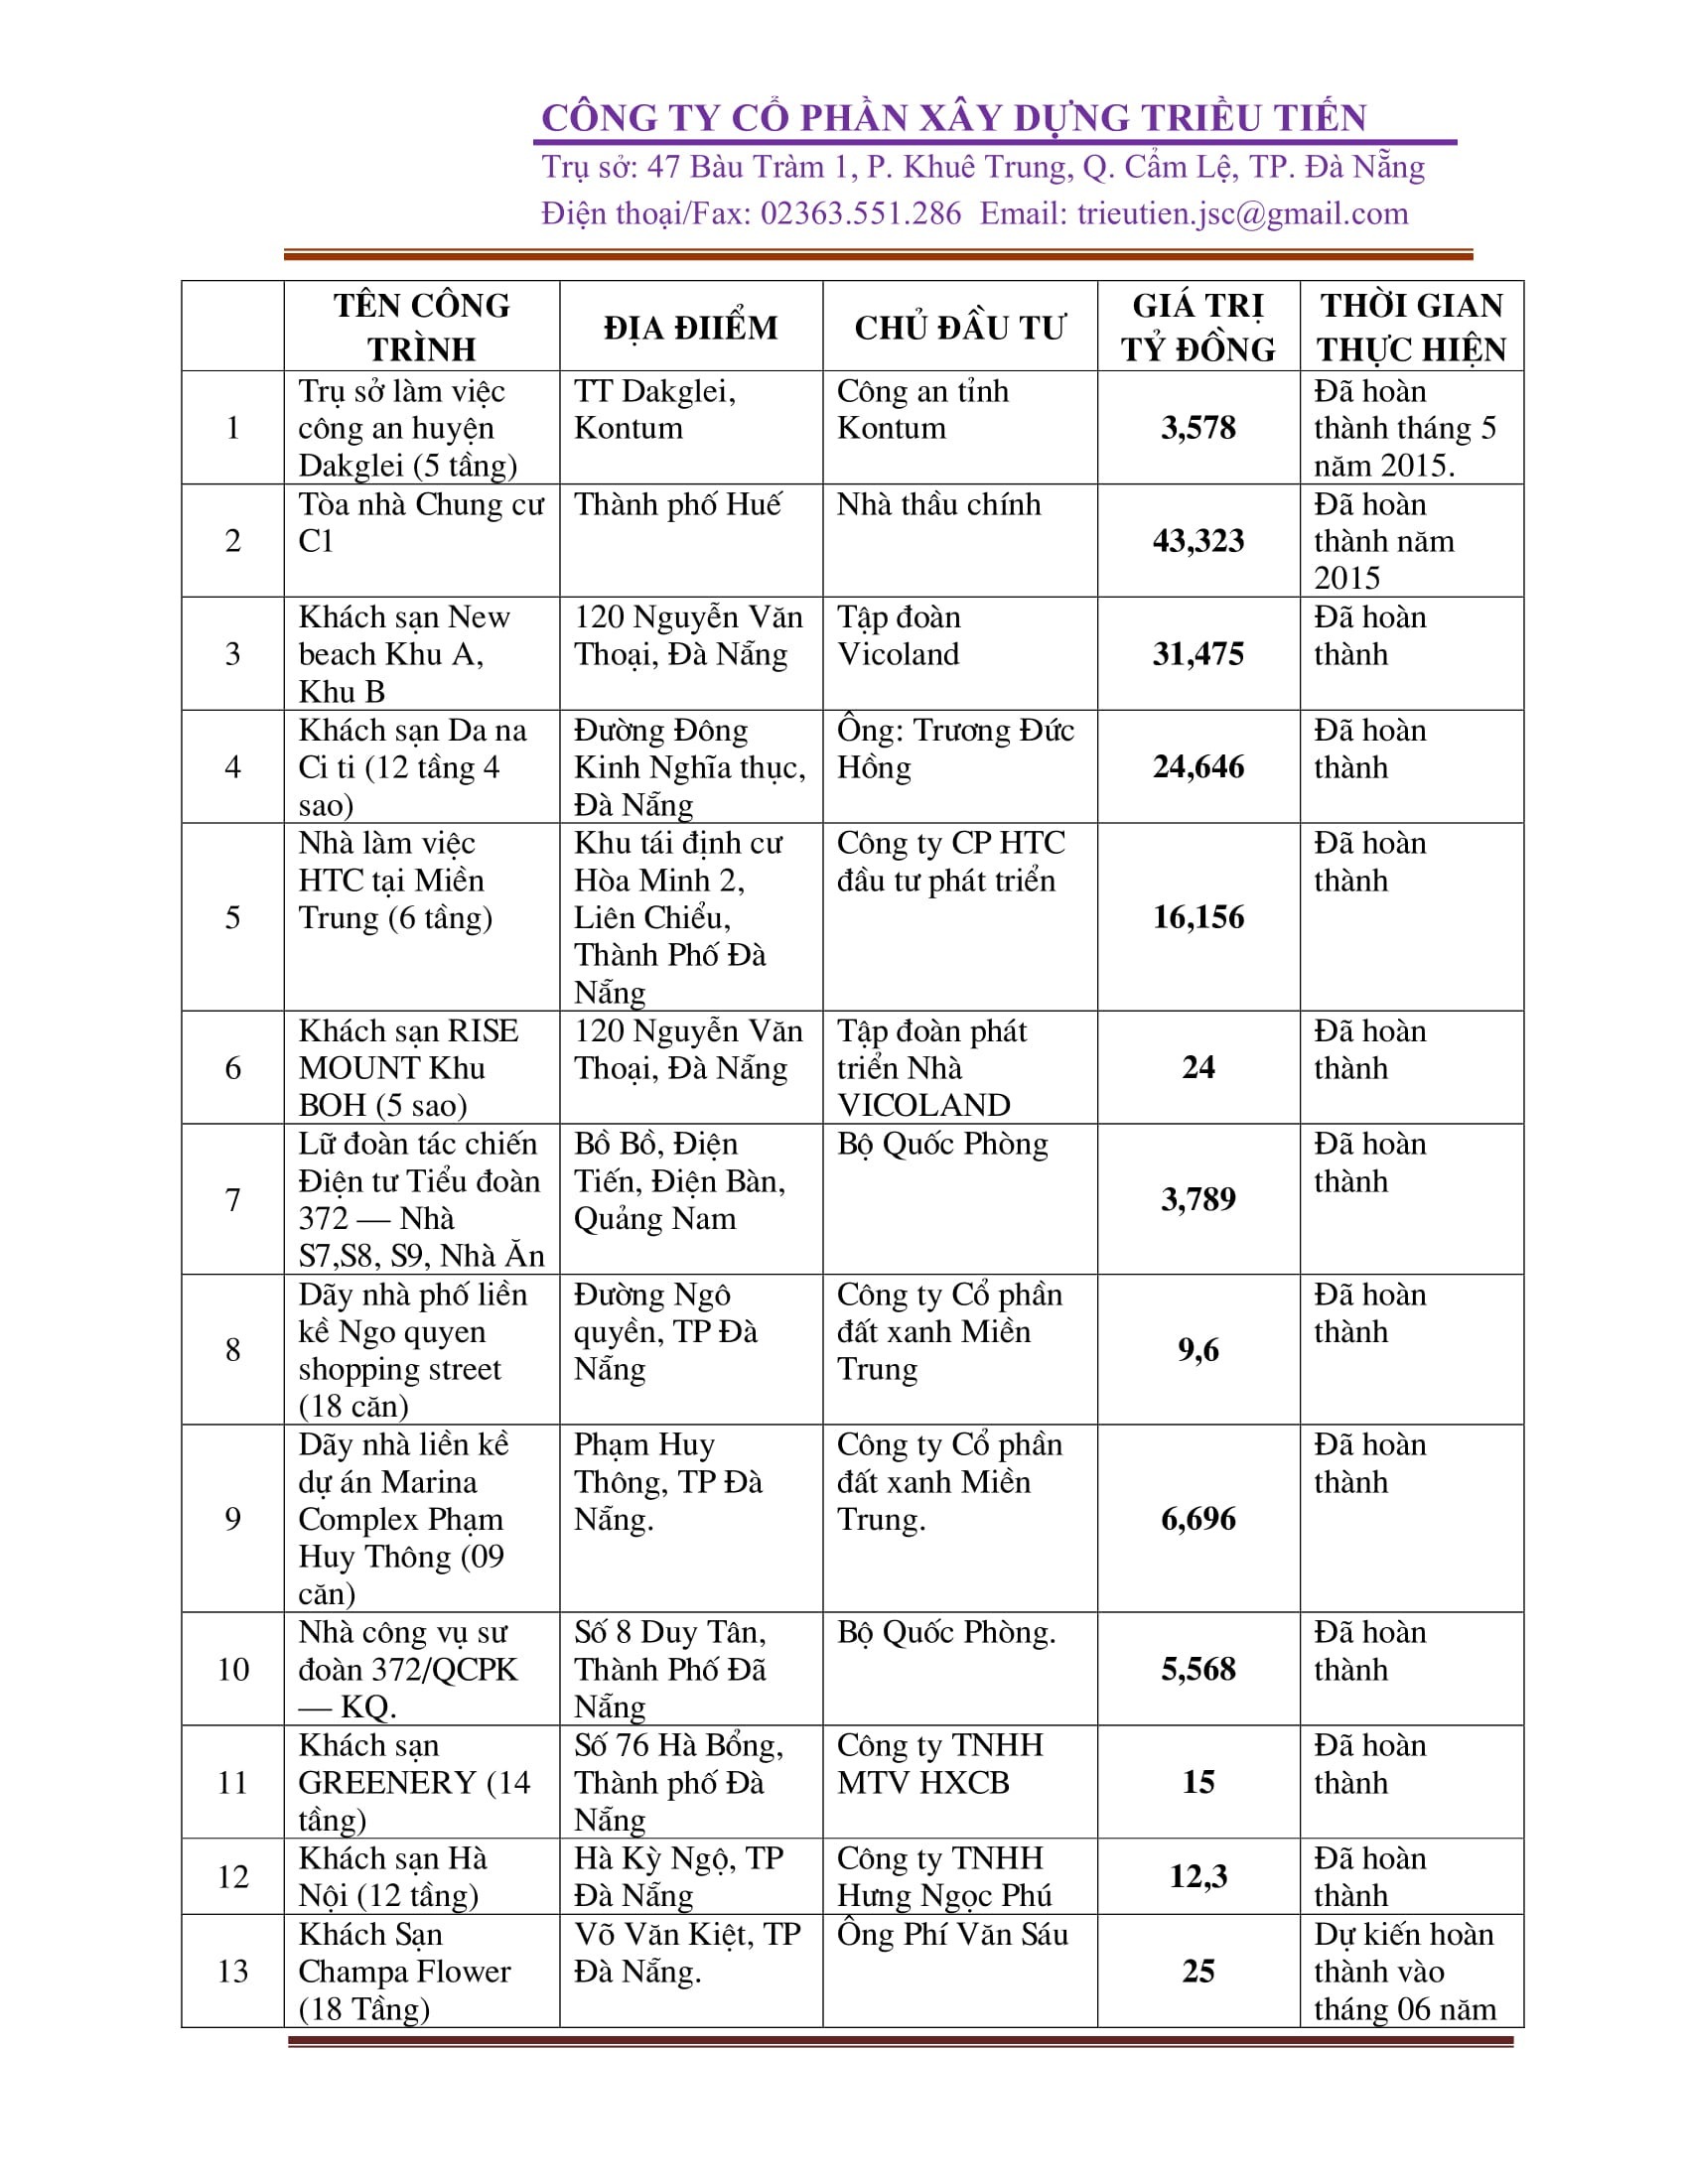 CÔNG TY CỔ PHẦN XÂY DỰNG TRIỀU TIẾN
Trụ sở: 47 Bàu Tràm 1, P. Khuê Trung, Q. Cẩm Lệ, TP. Đà Nẵng
Điện thoại/Fax: 02363.551.286 Email: trieutien.jsc@gmail.com
TÊN CÔNG
TRÌNH
ĐỊA ĐIIỂM
CHỦ ĐẦU TƯ
GIÁ TRỊ
TỶ ĐỒNG
THỜI GIAN
THỰC HIỆN
1
Trụ sở làm việc
công an huyện
Dakglei (5 tầng)
TT Dakglei,
Kontum
Công an tỉnh
Kontum
3,578
Đã hoàn
thành tháng 5
năm 2015.
2
Tòa nhà Chung cư
C1
Thành phố Huế
Nhà thầu chính
43,323
Đã hoàn
thành năm
2015
3
Khách sạn New
beach Khu A,
Khu B
120 Nguyễn Văn
Thoại, Đà Nẵng
Tập đoàn
Vicoland
31,475
Đã hoàn
thành
4
Khách sạn Da na
Ci ti (12 tầng 4
sao)
Đường Đông
Kinh Nghĩa thục,
Đà Nẵng
Ông: Trương Đức
Hồng
24,646
Đã hoàn
thành
5
Nhà làm việc
HTC tại Miền
Trung (6 tầng)
Khu tái định cư
Hòa Minh 2,
Liên Chiểu,
Thành Phố Đà
Nẵng
Công ty CP HTC
đầu tư phát triển
16,156
Đã hoàn
thành
6
Khách sạn RISE
MOUNT Khu
BOH (5 sao)
120 Nguyễn Văn
Thoại, Đà Nẵng
Tập đoàn phát
triển Nhà
VICOLAND
24
Đã hoàn
thành
7
Lữ đoàn tác chiến
Điện tư Tiểu đoàn
372 — Nhà
S7,S8, S9, Nhà Ăn
Bồ Bồ, Điện
Tiến, Điện Bàn,
Quảng Nam
Bộ Quốc Phòng
3,789
Đã hoàn
thành
8
Dãy nhà phố liền
kề Ngo quyen
shopping street
(18 căn)
Đường Ngô
quyền, TP Đà
Nẵng
Công ty Cổ phần
đất xanh Miền
Trung
9,6
Đã hoàn
thành
9
Dãy nhà liền kề
dự án Marina
Complex Phạm
Huy Thông (09
căn)
Phạm Huy
Thông, TP Đà
Nẵng.
Công ty Cổ phần
đất xanh Miền
Trung.
6,696
Đã hoàn
thành
10
Nhà công vụ sư
đoàn 372/QCPK
— KQ.
Số 8 Duy Tân,
Thành Phố Đã
Nẵng
Bộ Quốc Phòng.
5,568
Đã hoàn
thành
11
Khách sạn
GREENERY (14
tầng)
Số 76 Hà Bổng,
Thành phố Đà
Nẵng
Công ty TNHH
MTV HXCB
15
Đã hoàn
thành
12
Khách sạn Hà
Nội (12 tầng)
Hà Kỳ Ngộ, TP
Đà Nẵng
Công ty TNHH
Hưng Ngọc Phú
12,3
Đã hoàn
thành
13
Khách Sạn
Champa Flower
(18 Tầng)
Võ Văn Kiệt, TP
Đà Nẵng.
Ông Phí Văn Sáu
25
Dự kiến hoàn
thành vào
tháng 06 năm